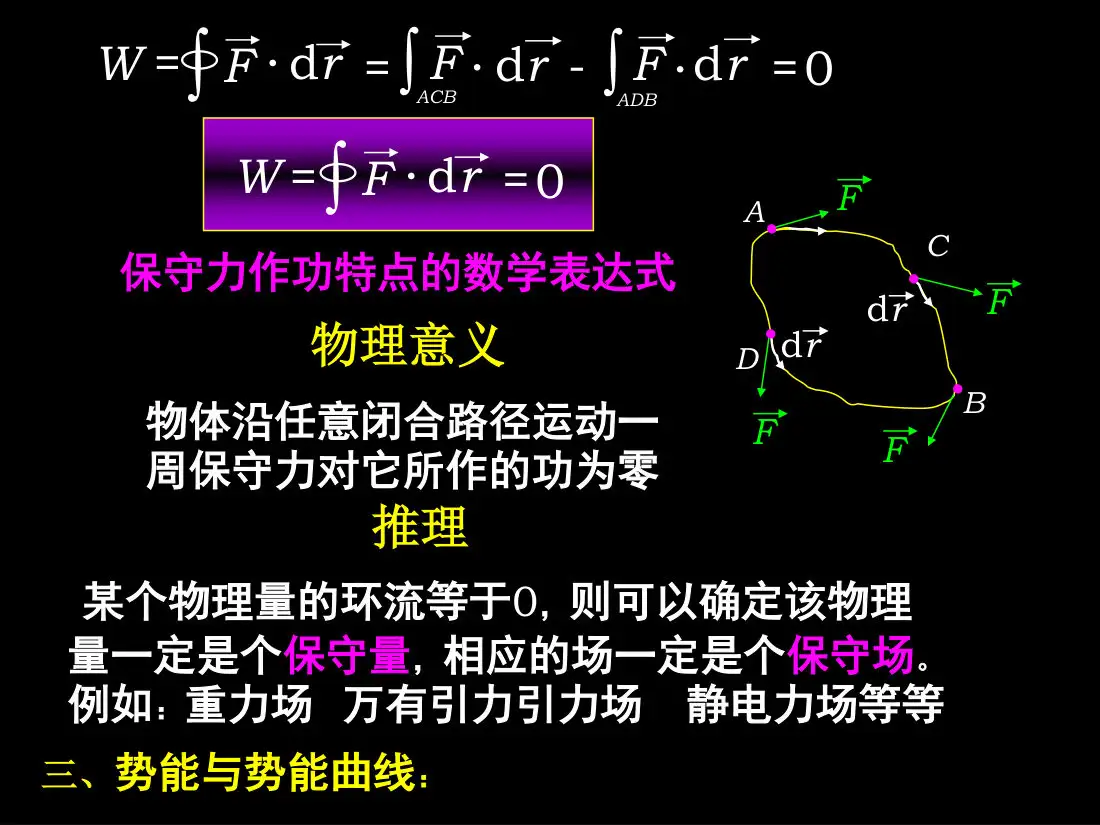 W = ∮ F⃗ · dr⃗ = ∫ACB F⃗ · dr⃗ - ∫ADB F⃗ · dr⃗ = 0
W = ∮ F⃗ · dr⃗ = 0
保守力作功特点的数学表达式
物理意义
物体沿任意闭合路径运动一
周保守力对它所作的功为零
推理
某个物理量的环流等于0，则可以确定该物理
量一定是个保守量，相应的场一定是个保守场。
例如：重力场 万有引力引力场 静电力场等等
三、势能与势能曲线：
A
F⃗
C
F⃗
dr⃗
D
dr⃗
B
F⃗
F⃗